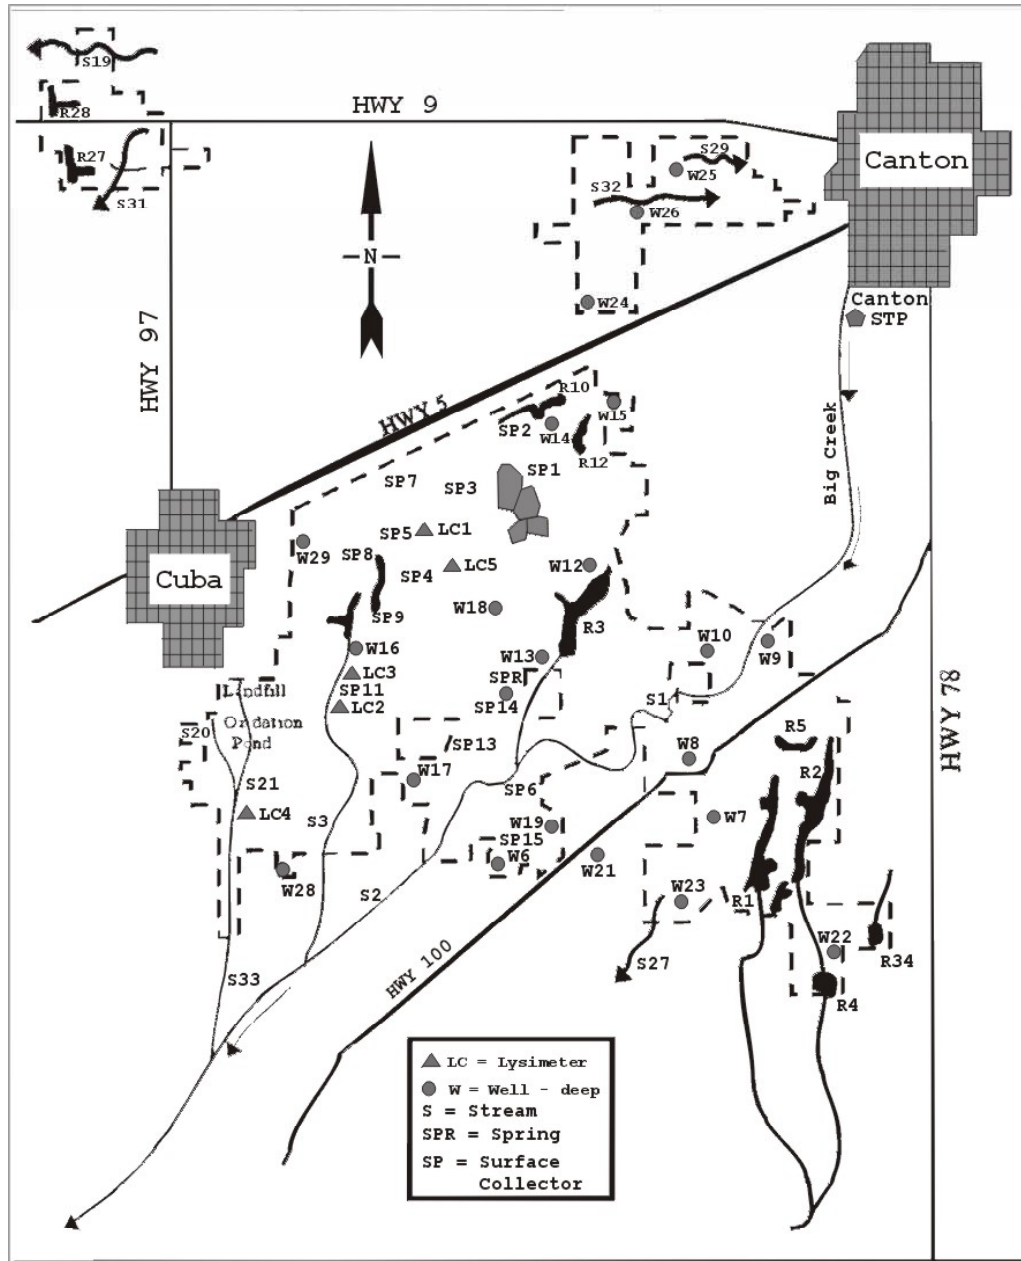 S19
R28
HWY 9
R27
S31
S29
W25
S32
W26
Canton
W24
Canton
STP
HWY 97
N
HWY 5
Big Creek
R10
W15
SP2
W14
R12
SP7
SP3
SP1
SP5
LC1
W29
SP8
SP4
LC5
W12
Cuba
SP9
W18
R3
W16
W13
W10
W9
LC3
SPR
Landfill
SP11
LC2
SP14
S1
HWY 78
S20
Oxidation
Pond
SP13
W8
R5
R2
S21
W17
SP6
LC4
S3
W19
SP15
W6
W7
W21
W28
S2
W23
R1
W22
R34
S33
HWY 100
S27
R4
LC = Lysimeter
W = Well - deep
S = Stream
SPR = Spring
SP = Surface
Collector